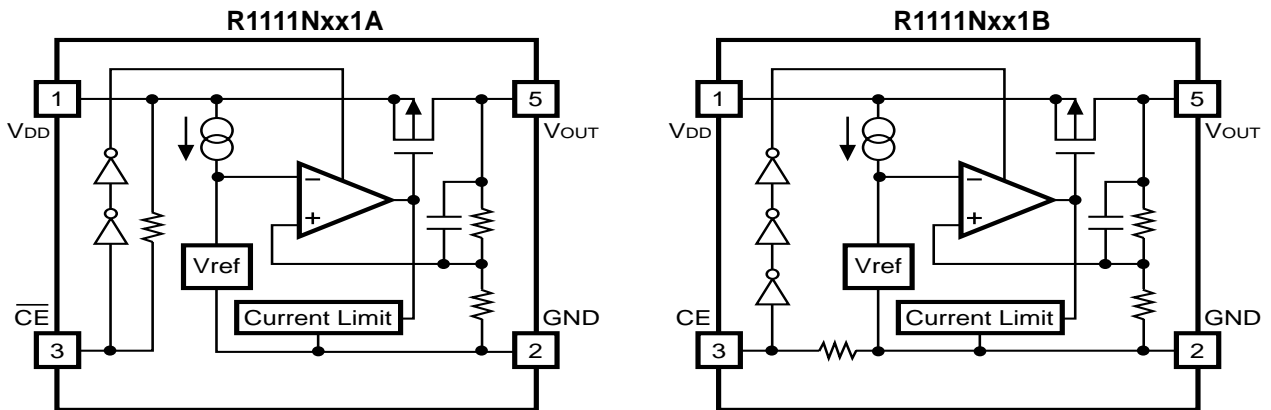 R1111Nxx1A
1
VDD
5
VOUT
−
+
Vref
Current Limit
CE
3
GND
2
R1111Nxx1B
1
VDD
5
VOUT
−
+
Vref
Current Limit
CE
3
GND
2